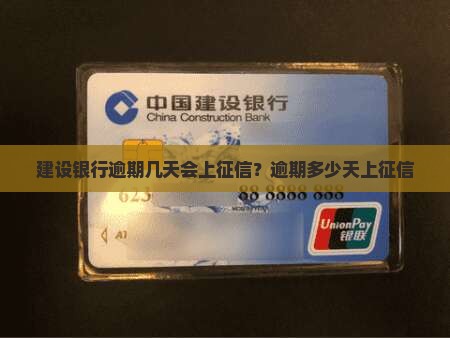 中国建设银行
China Construction Bank
建设银行逾期几天会上征信？逾期多少天上征信
623 88 8888 888
A1
UnionPay
银联